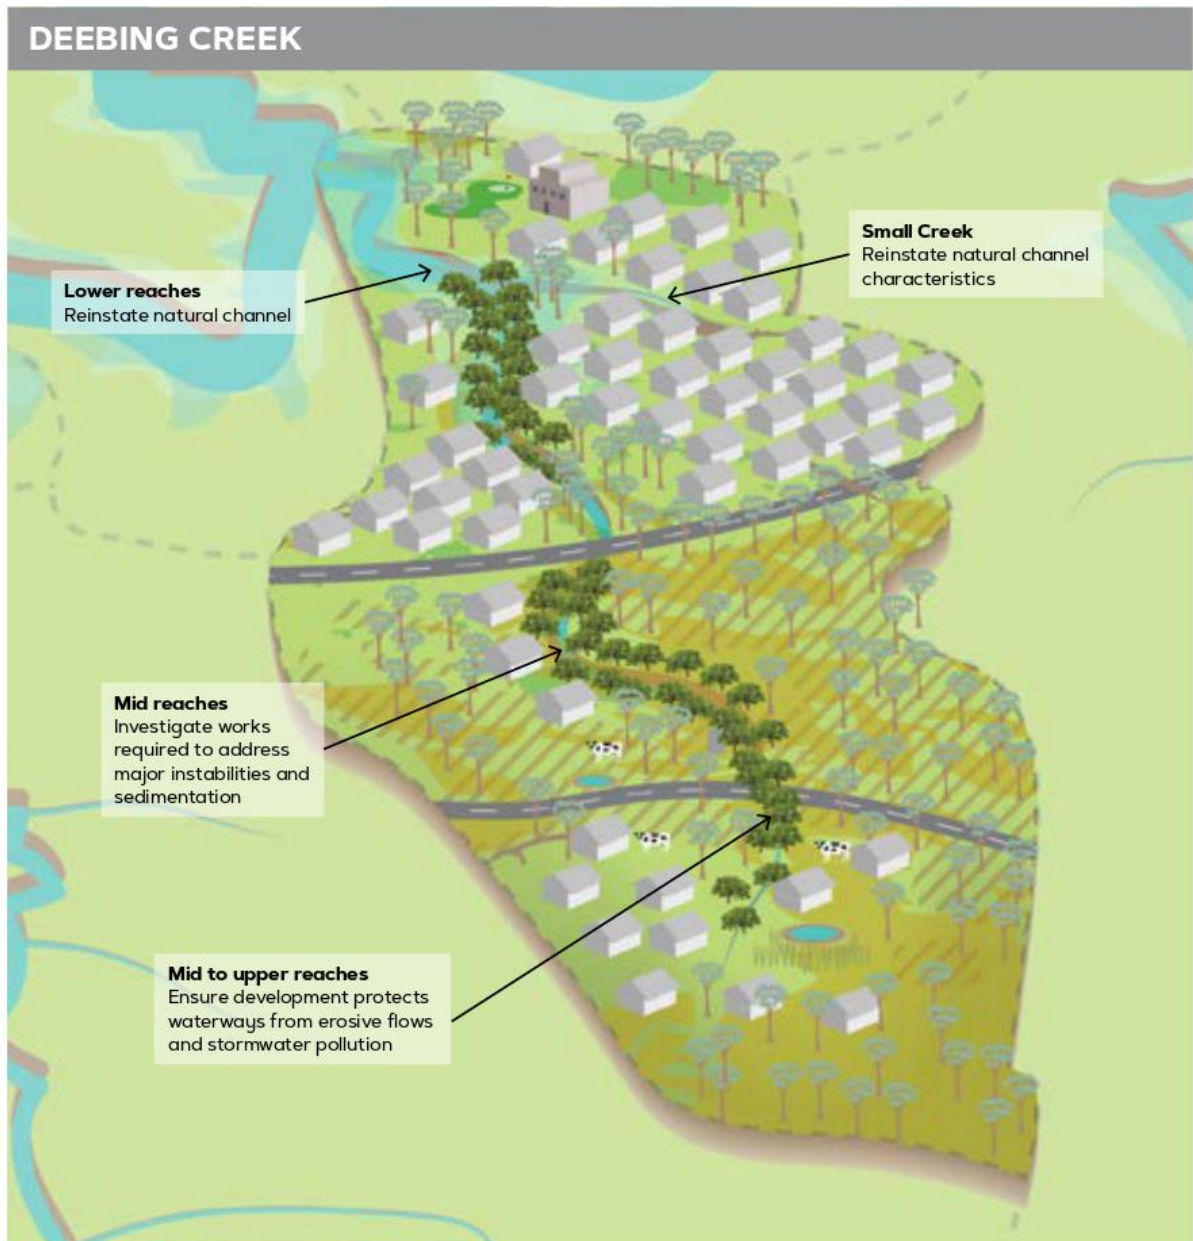 DEEBING CREEK
Small Creek
Reinstate natural channel
characteristics
Lower reaches
Reinstate natural channel
Mid reaches
Investigate works
required to address
major instabilities and
sedimentation
Mid to upper reaches
Ensure development protects
waterways from erosive flows
and stormwater pollution